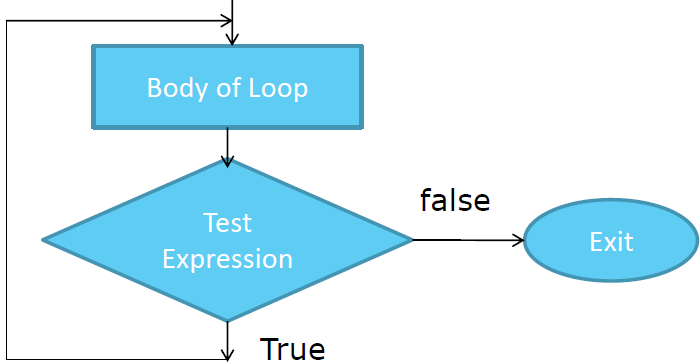 Body of Loop
Test
Expression
false
Exit
True